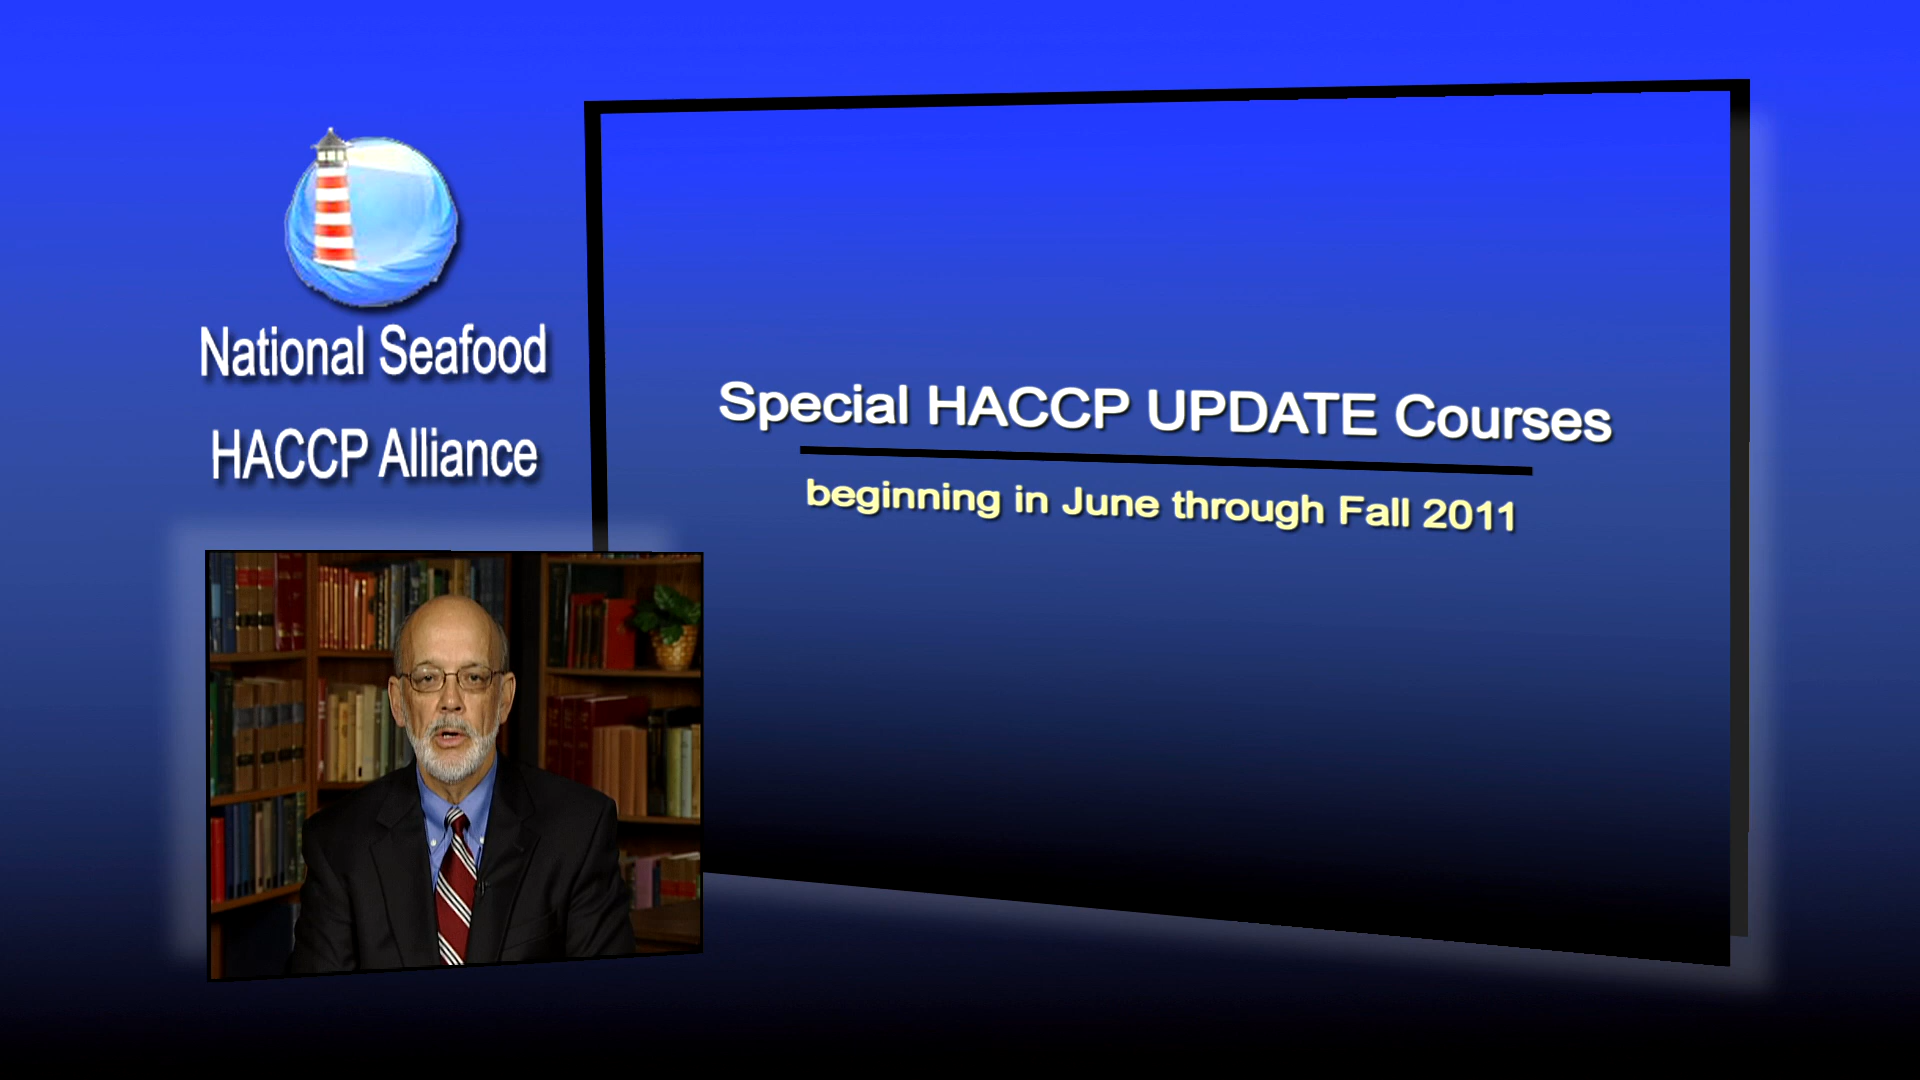 National Seafood
HACCP Alliance
Special HACCP UPDATE Courses
beginning in June through Fall 2011